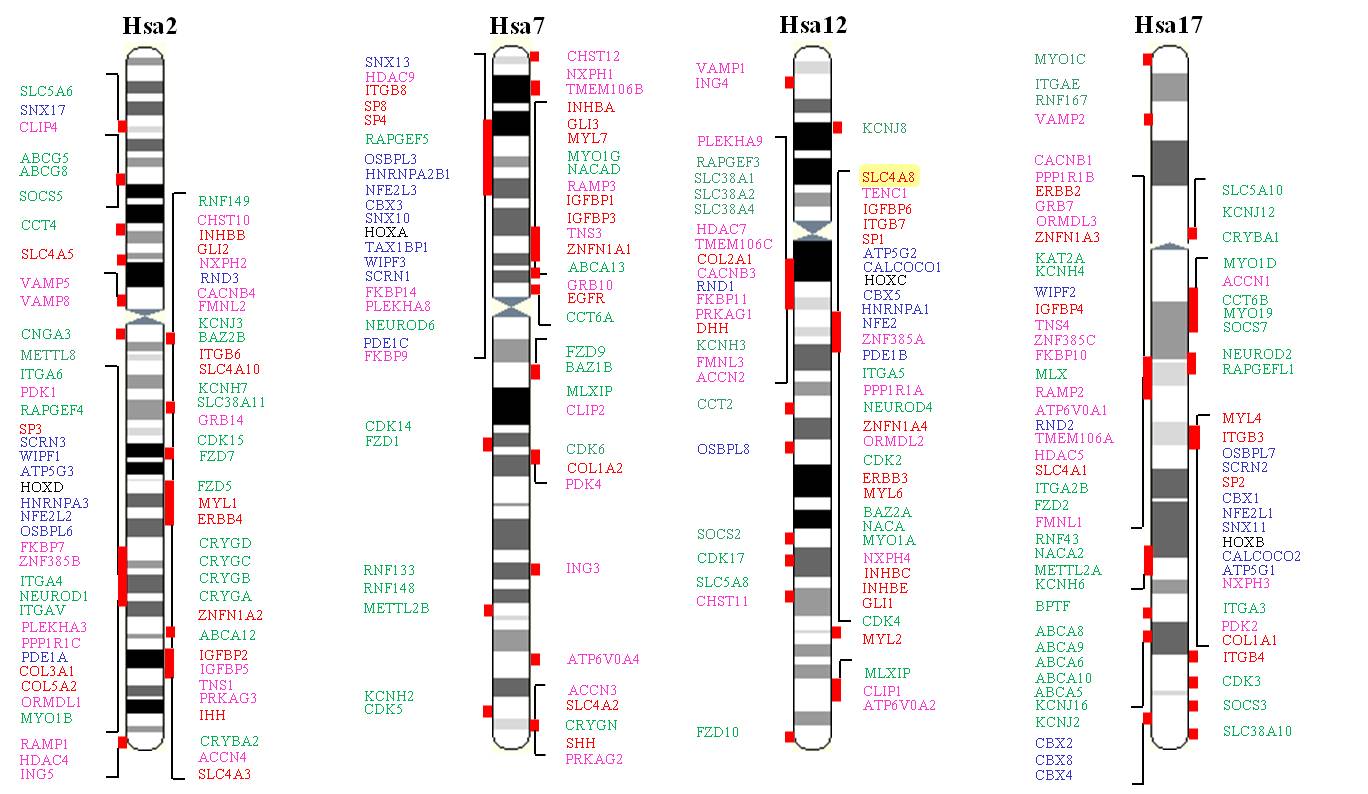 Hsa2
SLC5A6
SNX17
CLIP4
ABCG5
ABCG8
SOCS5
CCT4
SLC4A5
VAMP5
VAMP8
CNGA3
METTL8
ITGA6
PDK1
RAPGEF4
SP3
SCRN3
WIPF1
ATP5G3
HOXD
HNRNPA3
NFE2L2
OSBPL6
FKBP7
ZNF385B
ITGA4
NEUROD1
ITGAV
PLEKHA3
PPP1R1C
PDE1A
COL3A1
COL5A2
ORMDL1
MYO1B
RAMP1
HDAC4
ING5
RNF149
CHST10
INHBB
GLI2
NXPH2
RND3
CACNB4
FMNL2
KCNJ3
BAZ2B
ITGB6
SLC4A10
KCNH7
SLC38A11
GRB14
CDK15
FZD7
FZD5
MYL1
ERBB4
CRYGD
CRYGC
CRYGB
CRYGA
ZNFN1A2
ABCA12
IGFBP2
IGFBP5
TNS1
PRKAG3
IHH
CRYBA2
ACCN4
SLC4A3
Hsa7
SNX13
HDAC9
ITGB8
SP8
SP4
RAPGEF5
OSBPL3
HNRNPA2B1
NFE2L3
CBX3
SNX10
HOXA
TAX1BP1
WIPF3
SCRN1
FKBP14
PLEKHA8
NEUROD6
PDE1C
FKBP9
CDK14
FZD1
RNF133
RNF148
METTL2B
KCNH2
CDK5
CHST12
NXPH1
TMEM106B
INHBA
GLI3
MYL7
MYO1G
NACAD
RAMP3
IGFBP1
IGFBP3
TNS3
ZNFN1A1
ABCA13
GRB10
EGFR
CCT6A
FZD9
BAZ1B
MLXIP
CLIP2
CDK6
COL1A2
PDK4
ING3
ATP6V0A4
ACCN3
SLC4A2
CRYGN
SHH
PRKAG2
Hsa12
VAMP1
ING4
PLEKHA9
RAPGEF3
SLC38A1
SLC38A2
SLC38A4
HDAC7
TMEM106C
COL2A1
CACNB3
RND1
FKBP11
PRKAG1
DHH
KCNH3
FMNL3
ACCN2
CCT2
OSBPL8
SOCS2
CDK17
SLC5A8
CHST11
FZD10
KCNJ8
SLC4A8
TENC1
IGFBP6
ITGB7
SP1
ATP5G2
CALCOCO1
HOXC
CBX5
HNRNPA1
NFE2
ZNF385A
PDE1B
ITGA5
PPP1R1A
NEUROD4
ZNFN1A4
ORMDL2
CDK2
ERBB3
MYL6
BAZ2A
NACA
MYO1A
NXPH4
INHBC
INHBE
GLI1
CDK4
MYL2
MLXIP
CLIP1
ATP6V0A2
Hsa17
MYO1C
ITGAE
RNF167
VAMP2
CACNB1
PPP1R1B
ERBB2
GRB7
ORMDL3
ZNFN1A3
KAT2A
KCNH4
WIPF2
IGFBP4
TNS4
ZNF385C
FKBP10
MLX
RAMP2
ATP6V0A1
RND2
TMEM106A
HDAC5
SLC4A1
ITGA2B
FZD2
FMNL1
RNF43
NACA2
METTL2A
KCNH6
BPTF
ABCA8
ABCA9
ABCA6
ABCA10
ABCA5
KCNJ16
KCNJ2
CBX2
CBX8
CBX4
SLC5A10
KCNJ12
CRYBA1
MYO1D
ACCN1
CCT6B
MYO19
SOCS7
NEUROD2
RAPGEFL1
MYL4
ITGB3
OSBPL7
SCRN2
SP2
CBX1
NFE2L1
SNX11
HOXB
CALCOCO2
ATP5G1
NXPH3
ITGA3
PDK2
COL1A1
ITGB4
CDK3
SOCS3
SLC38A10